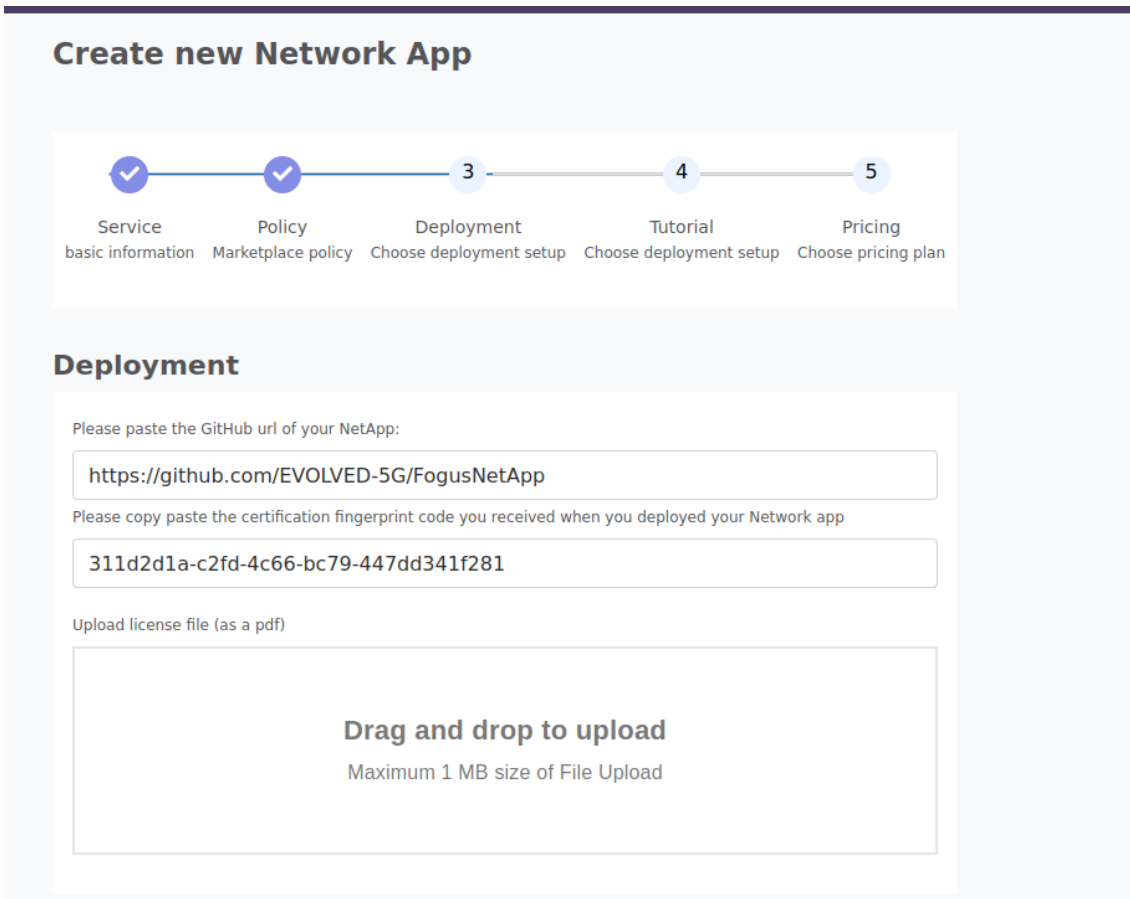 Create new Network App
3 4 5
Service Policy Deployment Tutorial Pricing
basic information Marketplace policy Choose deployment setup Choose deployment setup Choose pricing plan
Deployment
Please paste the GitHub url of your NetApp:
https://github.com/EVOLVED-5G/FogusNetApp
Please copy paste the certification fingerprint code you received when you deployed your Network app
311d2d1a-c2fd-4c66-bc79-447dd341f281
Upload license file (as a pdf)
Drag and drop to upload
Maximum 1 MB size of File Upload